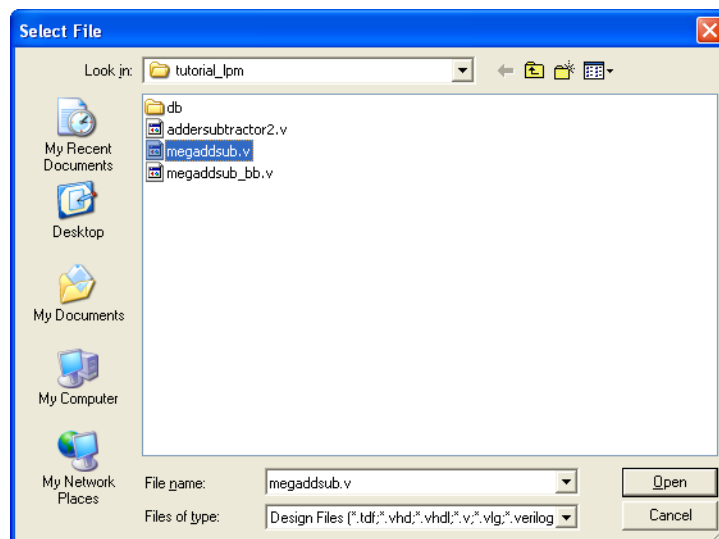 Select File
Look in:
tutorial_lpm
db
addersubtractor2.v
megaddsub.v
megaddsub_bb.v
My Recent
Documents
Desktop
My Documents
My Computer
My Network
Places
File name:
megaddsub.v
Open
Files of type:
Design Files (*.tdf;*.vhd;*.vhdl;*.v;*.vlg;*.verilog
Cancel